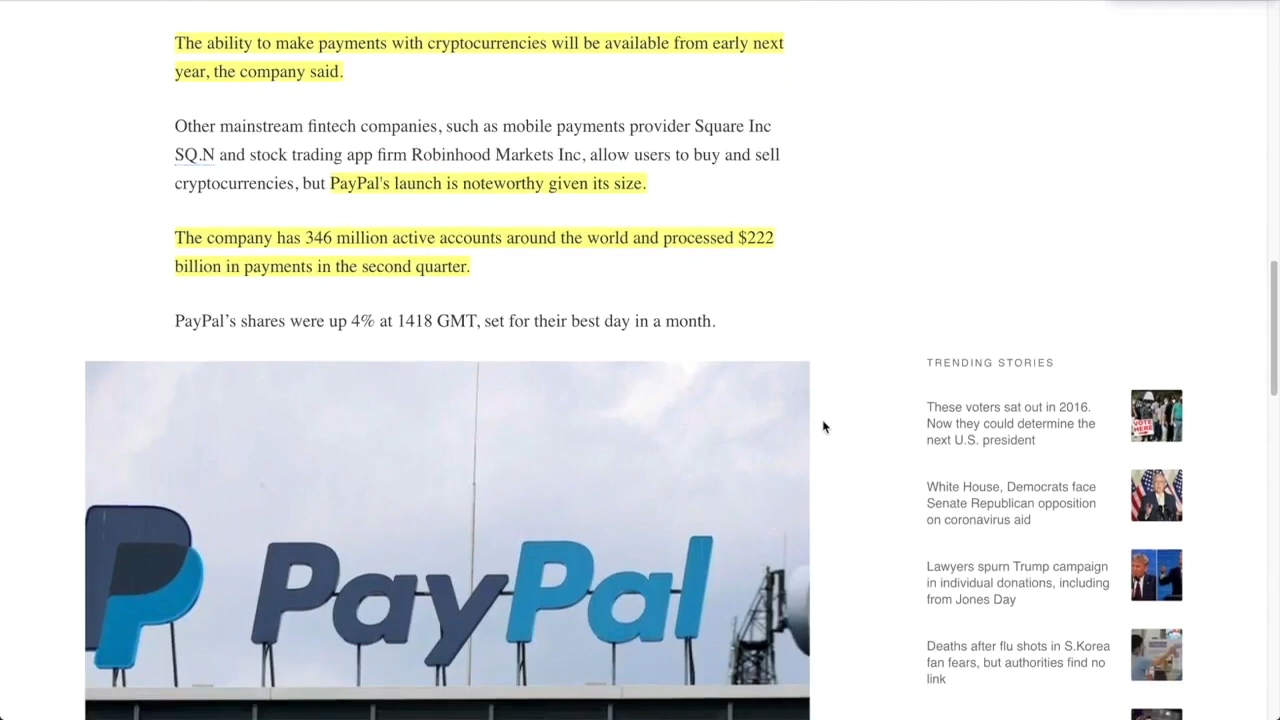 The ability to make payments with cryptocurrencies will be available from early next
year, the company said.
Other mainstream fintech companies, such as mobile payments provider Square Inc
SQ.N and stock trading app firm Robinhood Markets Inc, allow users to buy and sell
cryptocurrencies, but PayPal's launch is noteworthy given its size.
The company has 346 million active accounts around the world and processed $222
billion in payments in the second quarter.
PayPal’s shares were up 4% at 1418 GMT, set for their best day in a month.
PayPal
TRENDING STORIES
These voters sat out in 2016.
Now they could determine the
next U.S. president
VOTE
HERE
White House, Democrats face
Senate Republican opposition
on coronavirus aid
Lawyers spurn Trump campaign
in individual donations, including
from Jones Day
Deaths after flu shots in S.Korea
fan fears, but authorities find no
link